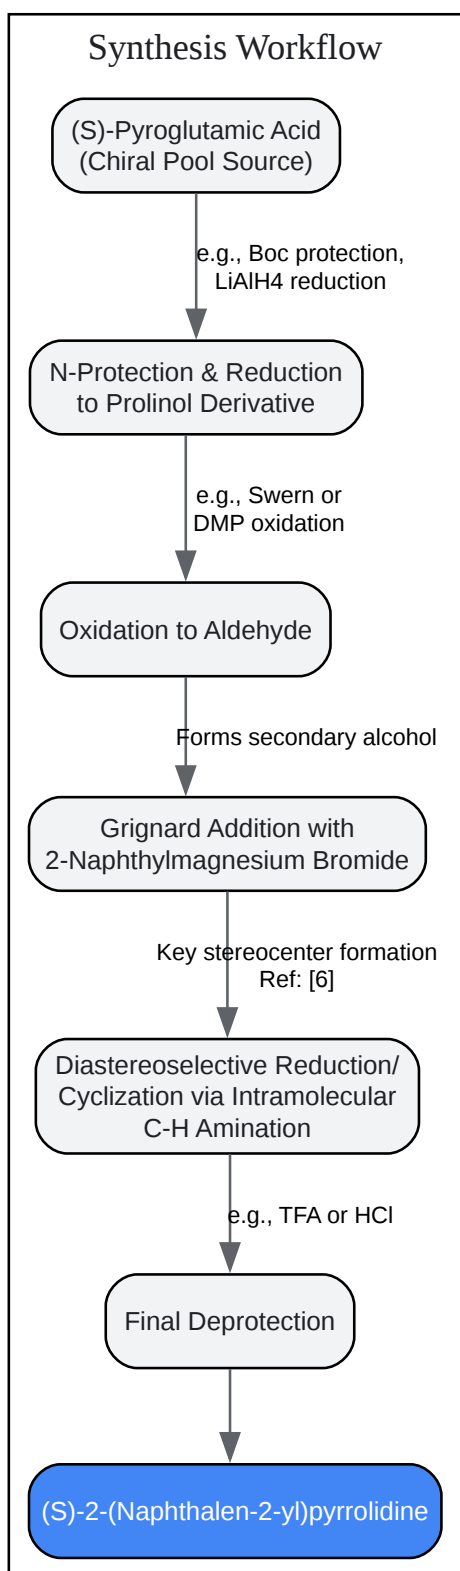 Synthesis Workflow
(S)-Pyroglutamic Acid
(Chiral Pool Source)
e.g., Boc protection,
LiAlH4 reduction
N-Protection & Reduction
to Prolinol Derivative
e.g., Swern or
DMP oxidation
Oxidation to Aldehyde
Forms secondary alcohol
Grignard Addition with
2-Naphthylmagnesium Bromide
Key stereocenter formation
Ref: [6]
Diastereoselective Reduction/
Cyclization via Intramolecular
C-H Amination
e.g., TFA or HCl
Final Deprotection
(S)-2-(Naphthalen-2-yl)pyrrolidine